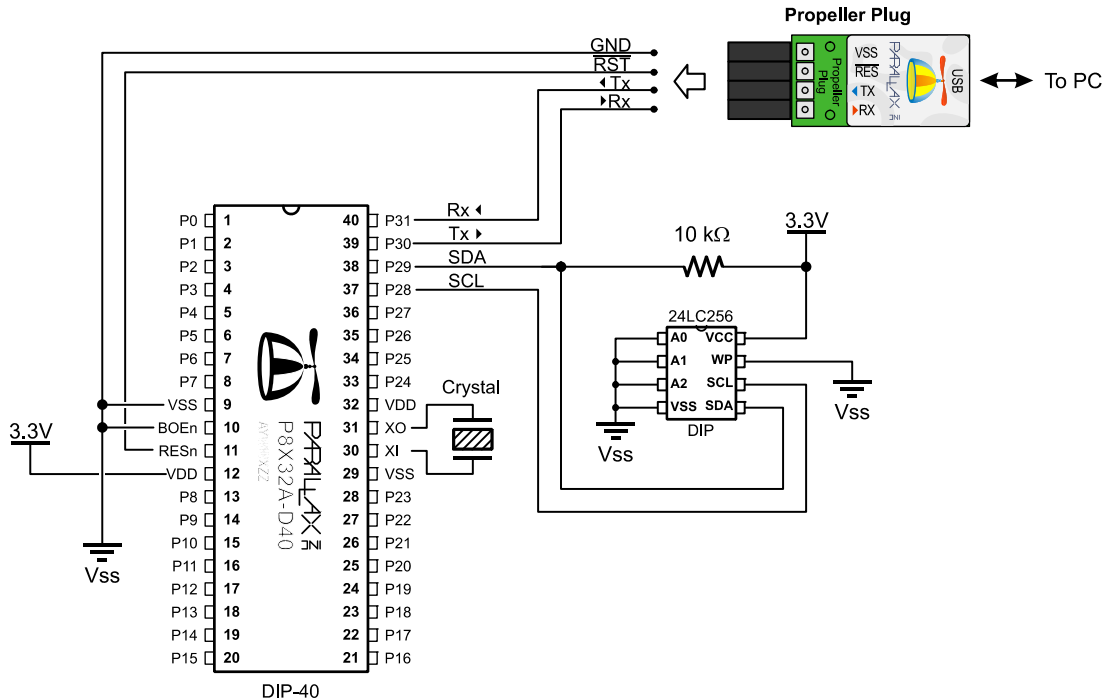 Propeller Plug
GND
RST
◂Tx
▸Rx
Propeller
Plug
VSS
RES
◂TX
▸RX
PARALLAX INC
USB
To PC
P0 1
P1 2
P2 3
P3 4
P4 5
P5 6
P6 7
P7 8
VSS 9
BOEn 10
RESn 11
VDD 12
P8 13
P9 14
P10 15
P11 16
P12 17
P13 18
P14 19
P15 20
3.3V
Vss
PARALLAX INC
P8X32A-D40
40 P31
39 P30
38 P29
37 P28
36 P27
35 P26
34 P25
33 P24
32 VDD
31 XO
30 XI
29 VSS
28 P23
27 P22
26 P21
25 P20
24 P19
23 P18
22 P17
21 P16
DIP-40
Rx ◂
Tx ▸
SDA
SCL
Crystal
10 kΩ
3.3V
24LC256
A0 VCC
A1 WP
A2 SCL
VSS SDA
DIP
Vss
Vss